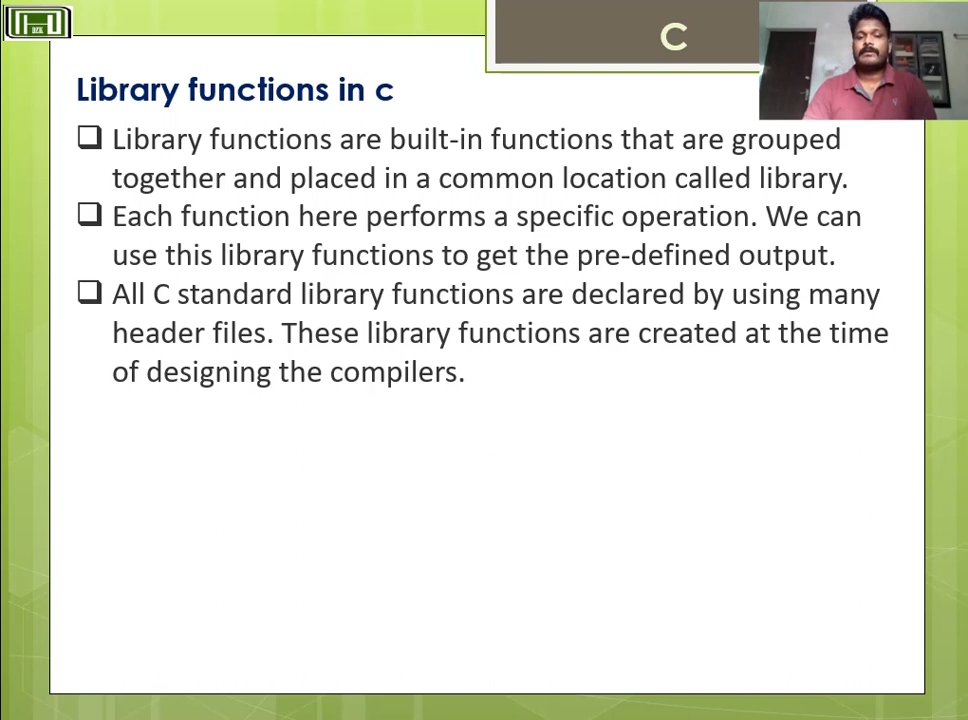 C
Library functions in c
Library functions are built-in functions that are grouped
together and placed in a common location called library.
Each function here performs a specific operation. We can
use this library functions to get the pre-defined output.
All C standard library functions are declared by using many
header files. These library functions are created at the time
of designing the compilers.